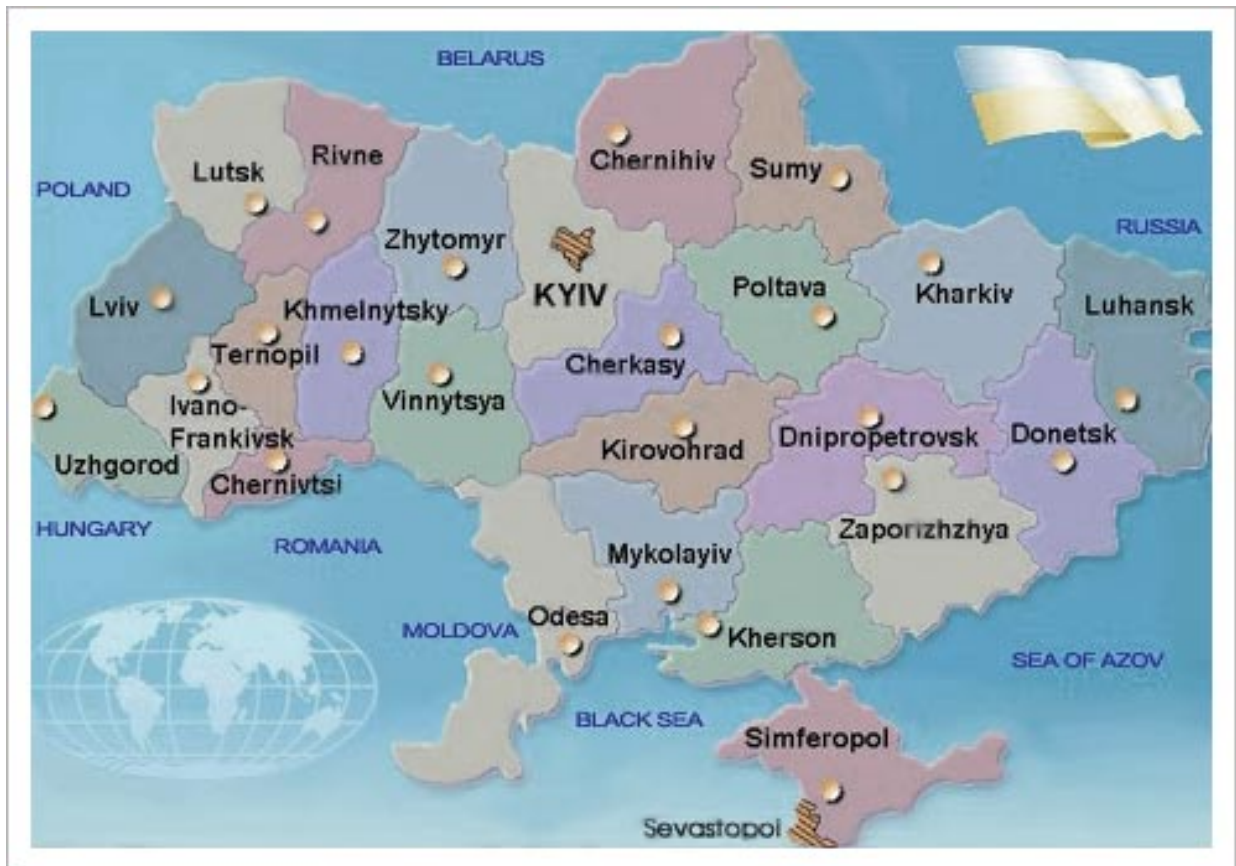 BELARUS
Chernihiv
Sumy
Rivne
Lutsk
POLAND
RUSSIA
Zhytomyr
KYIV
Poltava
Kharkiv
Luhansk
Lviv
Khmelnytsky
Ternopil
Cherkasy
Vinnytsya
Ivano-
Frankivsk
Kirovohrad
Dnipropetrovsk
Donetsk
Uzhgorod
Chernivtsi
HUNGARY
ROMANIA
Zaporizhzhya
Mykolayiv
Odesa
MOLDOVA
Kherson
SEA OF AZOV
BLACK SEA
Simferopol
Sevastopol